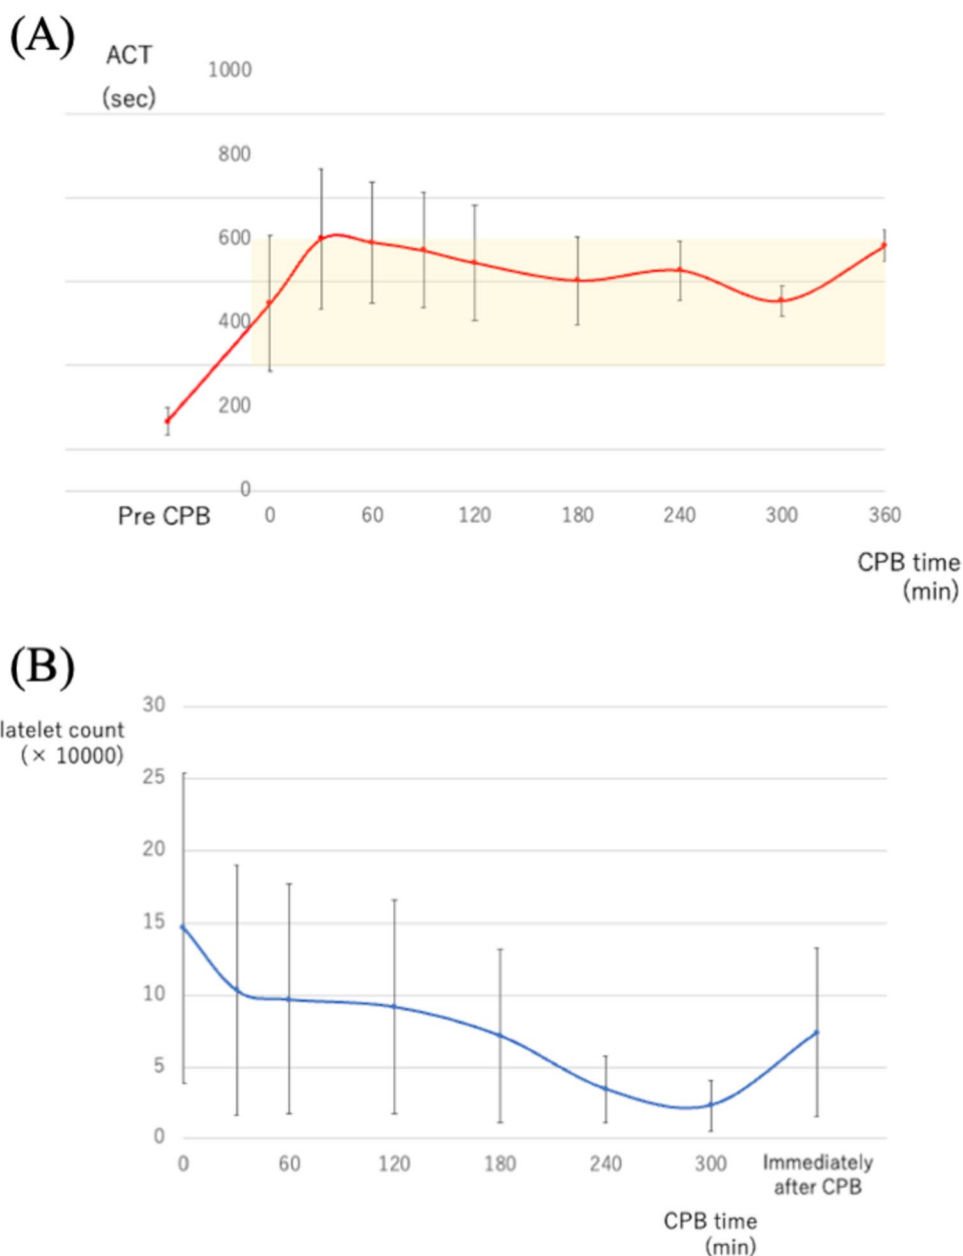 (A)
ACT
(sec)
1000
800
600
400
200
0
Pre CPB 0 60 120 180 240 300 360
CPB time
(min)
(B)
latelet count
(× 10000)
30
25
20
15
10
5
0
0 60 120 180 240 300 Immediately
after CPB
CPB time
(min)